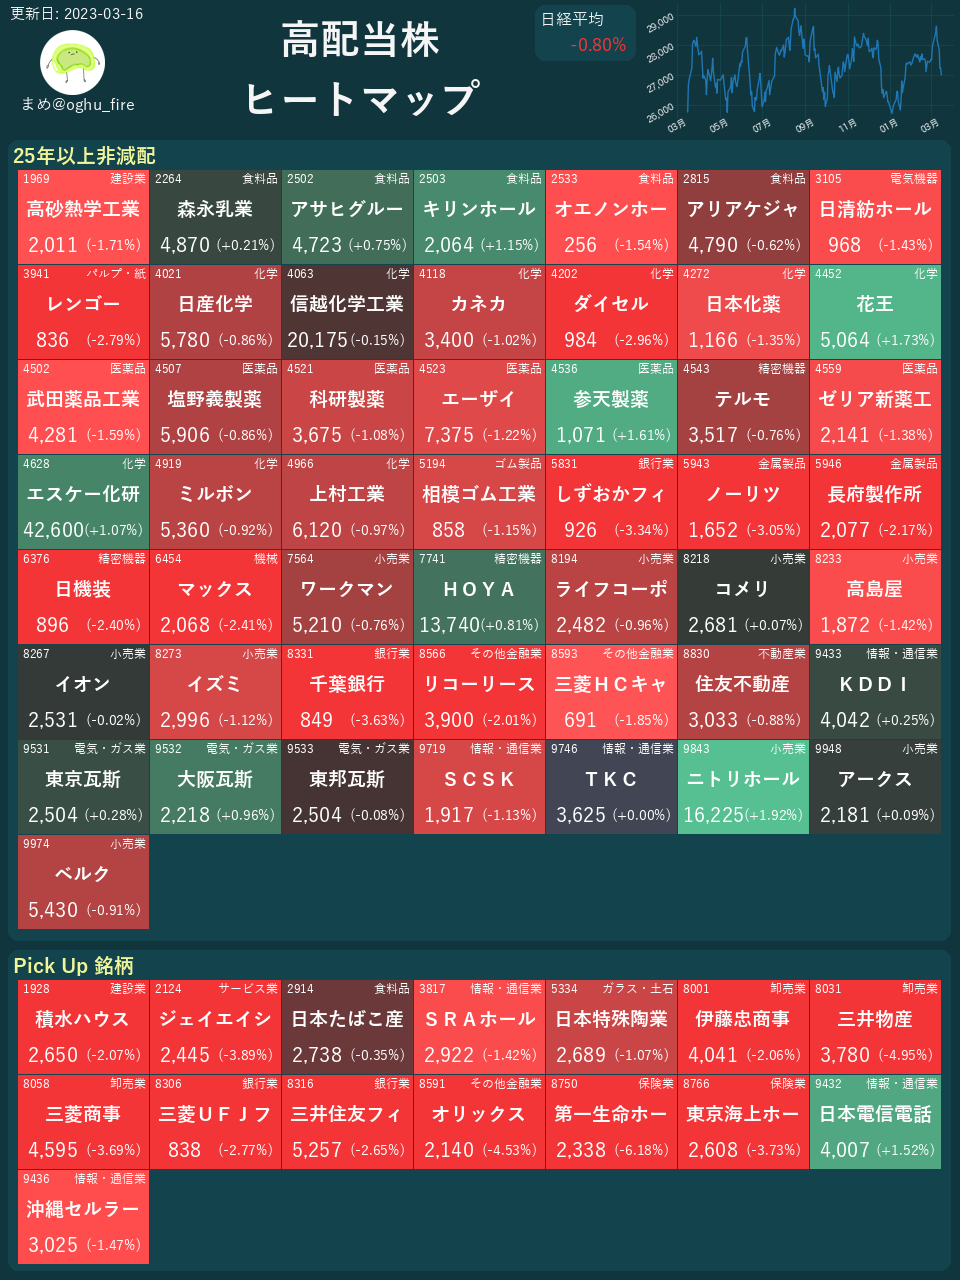 更新日: 2023-03-16
まめ@oghu_fire
高配当株
ヒートマップ
日経平均
-0.80%
29,000
28,000
27,000
26,000
03月 05月 07月 09月 11月 01月 03月
25年以上非減配
1969 建設業 2264 食料品 2502 食料品 2503 食料品 2533 食料品 2815 食料品 3105 電気機器
高砂熱学工業 森永乳業 アサヒグルー キリンホール オエノンホー アリアケジャ 日清紡ホール
2,011 (-1.71%) 4,870 (+0.21%) 4,723 (+0.75%) 2,064 (+1.15%) 256 (-1.54%) 4,790 (-0.62%) 968 (-1.43%)
3941 パルプ・紙 4021 化学 4063 化学 4118 化学 4202 化学 4272 化学 4452 化学
レンゴー 日産化学 信越化学工業 カネカ ダイセル 日本化薬 花王
836 (-2.79%) 5,780 (-0.86%) 20,175 (-0.15%) 3,400 (-1.02%) 984 (-2.96%) 1,166 (-1.35%) 5,064 (+1.73%)
4502 医薬品 4507 医薬品 4521 医薬品 4523 医薬品 4536 医薬品 4543 精密機器 4559 医薬品
武田薬品工業 塩野義製薬 科研製薬 エーザイ 参天製薬 テルモ ゼリア新薬工
4,281 (-1.59%) 5,906 (-0.86%) 3,675 (-1.08%) 7,375 (-1.22%) 1,071 (+1.61%) 3,517 (-0.76%) 2,141 (-1.38%)
4628 化学 4919 化学 4966 化学 5194 ゴム製品 5831 銀行業 5943 金属製品 5946 金属製品
エスケー化研 ミルボン 上村工業 相模ゴム工業 しずおかフィ ノーリツ 長府製作所
42,600 (+1.07%) 5,360 (-0.92%) 6,120 (-0.97%) 858 (-1.15%) 926 (-3.34%) 1,652 (-3.05%) 2,077 (-2.17%)
6376 精密機器 6454 機械 7564 小売業 7741 精密機器 8194 小売業 8218 小売業 8233 小売業
日機装 マックス ワークマン ＨＯＹＡ ライフコーポ コメリ 高島屋
896 (-2.40%) 2,068 (-2.41%) 5,210 (-0.76%) 13,740 (+0.81%) 2,482 (-0.96%) 2,681 (+0.07%) 1,872 (-1.42%)
8267 小売業 8273 小売業 8331 銀行業 8566 その他金融業 8593 その他金融業 8830 不動産業 9433 情報・通信業
イオン イズミ 千葉銀行 リコーリース 三菱ＨＣキャ 住友不動産 ＫＤＤＩ
2,531 (-0.02%) 2,996 (-1.12%) 849 (-3.63%) 3,900 (-2.01%) 691 (-1.85%) 3,033 (-0.88%) 4,042 (+0.25%)
9531 電気・ガス業 9532 電気・ガス業 9533 電気・ガス業 9719 情報・通信業 9746 情報・通信業 9843 小売業 9948 小売業
東京瓦斯 大阪瓦斯 東邦瓦斯 ＳＣＳＫ ＴＫＣ ニトリホール アークス
2,504 (+0.28%) 2,218 (+0.96%) 2,504 (-0.08%) 1,917 (-1.13%) 3,625 (+0.00%) 16,225 (+1.92%) 2,181 (+0.09%)
9974 小売業
ベルク
5,430 (-0.91%)
Pick Up 銘柄
1928 建設業 2124 サービス業 2914 食料品 3817 情報・通信業 5334 ガラス・土石 8001 卸売業 8031 卸売業
積水ハウス ジェイエイシ 日本たばこ産 ＳＲＡホール 日本特殊陶業 伊藤忠商事 三井物産
2,650 (-2.07%) 2,445 (-3.89%) 2,738 (-0.35%) 2,922 (-1.42%) 2,689 (-1.07%) 4,041 (-2.06%) 3,780 (-4.95%)
8058 卸売業 8306 銀行業 8316 銀行業 8591 その他金融業 8750 保険業 8766 保険業 9432 情報・通信業
三菱商事 三菱ＵＦＪフ 三井住友フィ オリックス 第一生命ホー 東京海上ホー 日本電信電話
4,595 (-3.69%) 838 (-2.77%) 5,257 (-2.65%) 2,140 (-4.53%) 2,338 (-6.18%) 2,608 (-3.73%) 4,007 (+1.52%)
9436 情報・通信業
沖縄セルラー
3,025 (-1.47%)